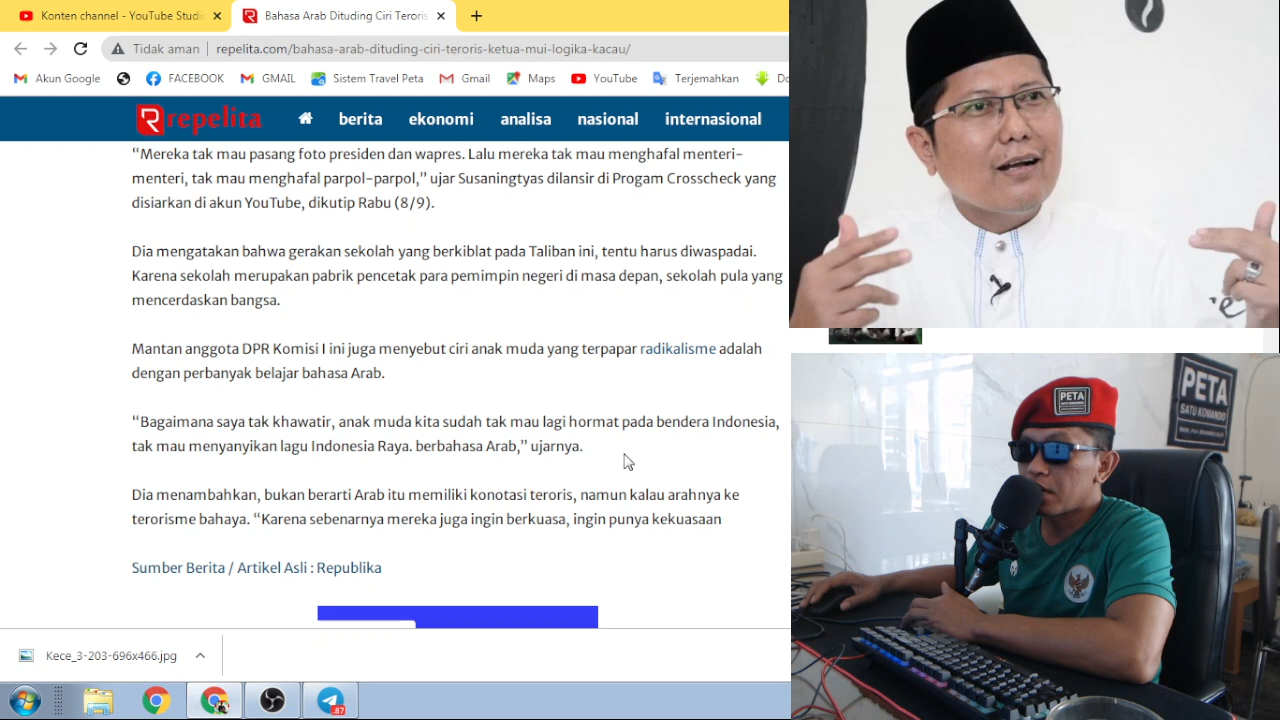 Konten channel - YouTube Studi
Bahasa Arab Dituding Ciri Teroris
Tidak aman
repelita.com/bahasa-arab-dituding-ciri-teroris-ketua-mui-logika-kacau/
Akun Google
FACEBOOK
GMAIL
Sistem Travel Peta
Gmail
Maps
YouTube
Terjemahkan
repelita
berita
ekonomi
analisa
nasional
internasional
“Mereka tak mau pasang foto presiden dan wapres. Lalu mereka tak mau menghafal menteri-
menteri, tak mau menghafal parpol-parpol,” ujar Susaningtyas dilansir di Progam Crosscheck yang
disiarkan di akun YouTube, dikutip Rabu (8/9).
Dia mengatakan bahwa gerakan sekolah yang berkiblat pada Taliban ini, tentu harus diwaspadai.
Karena sekolah merupakan pabrik pencetak para pemimpin negeri di masa depan, sekolah pula yang
mencerdaskan bangsa.
Mantan anggota DPR Komisi I ini juga menyebut ciri anak muda yang terpapar radikalisme adalah
dengan perbanyak belajar bahasa Arab.
“Bagaimana saya tak khawatir, anak muda kita sudah tak mau lagi hormat pada bendera Indonesia,
tak mau menyanyikan lagu Indonesia Raya. berbahasa Arab,” ujarnya.
Dia menambahkan, bukan berarti Arab itu memiliki konotasi teroris, namun kalau arahnya ke
terorisme bahaya. “Karena sebenarnya mereka juga ingin berkuasa, ingin punya kekuasaan
Sumber Berita / Artikel Asli : Republika
Kece_3-203-696x466.jpg
87
PETA
SATU KOMANDO
PETA